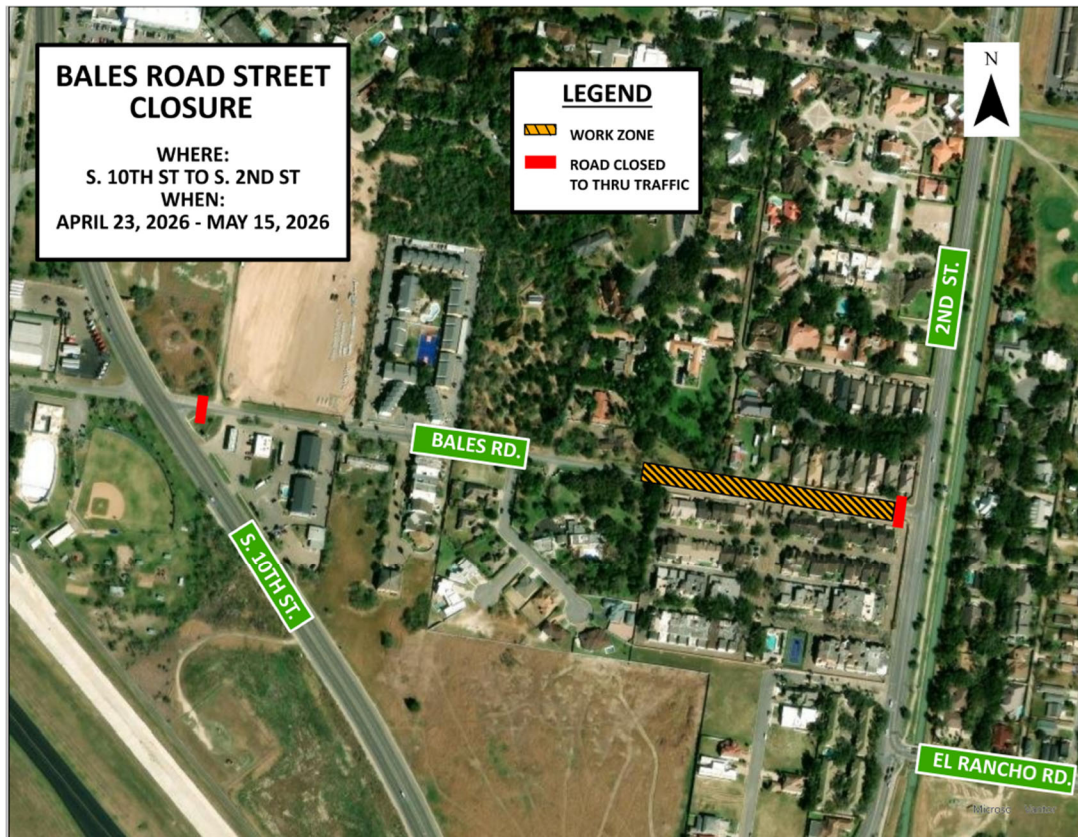 BALES ROAD STREET
CLOSURE
WHERE:
S. 10TH ST TO S. 2ND ST
WHEN:
APRIL 23, 2026 - MAY 15, 2026
LEGEND
WORK ZONE
ROAD CLOSED
TO THRU TRAFFIC
N
2ND ST.
BALES RD.
S. 10TH ST.
EL RANCHO RD.